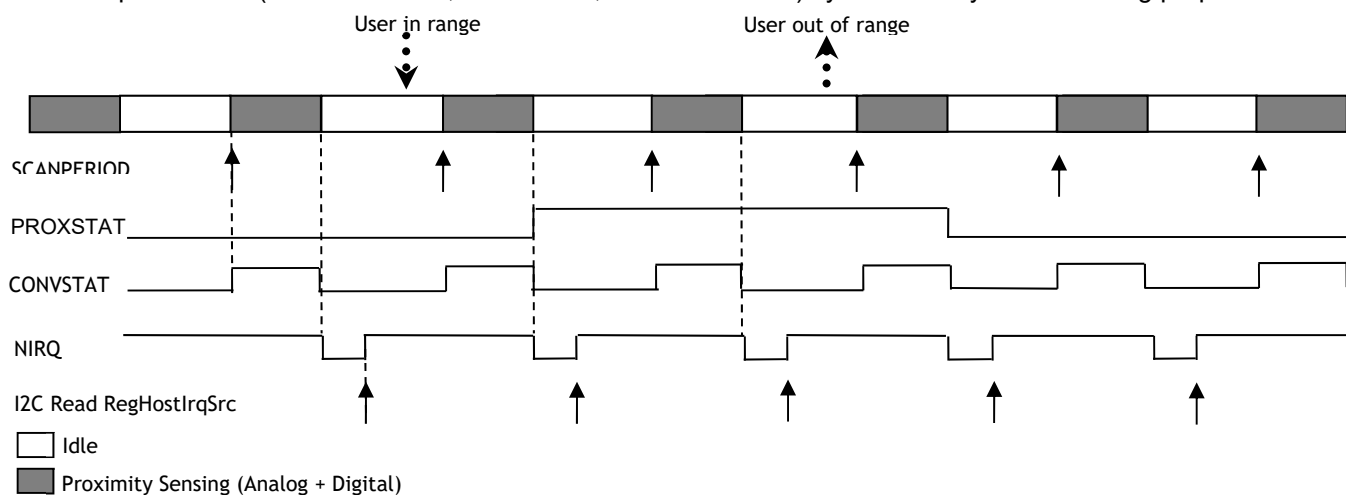 User in range
User out of range
SCANPERIOD
PROXSTAT
CONVSTAT
NIRQ
I2C Read RegHostIrqSrc
Idle
Proximity Sensing (Analog + Digital)